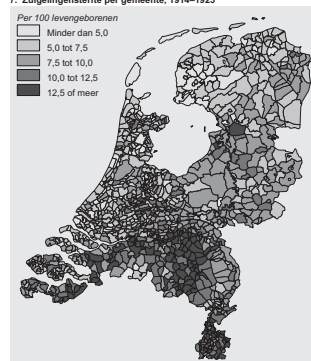 7. Zuigelingensterfte per gemeente, 1914–1923
Per 100 levengeborenen
Minder dan 5,0
5,0 tot 7,5
7,5 tot 10,0
10,0 tot 12,5
12,5 of meer